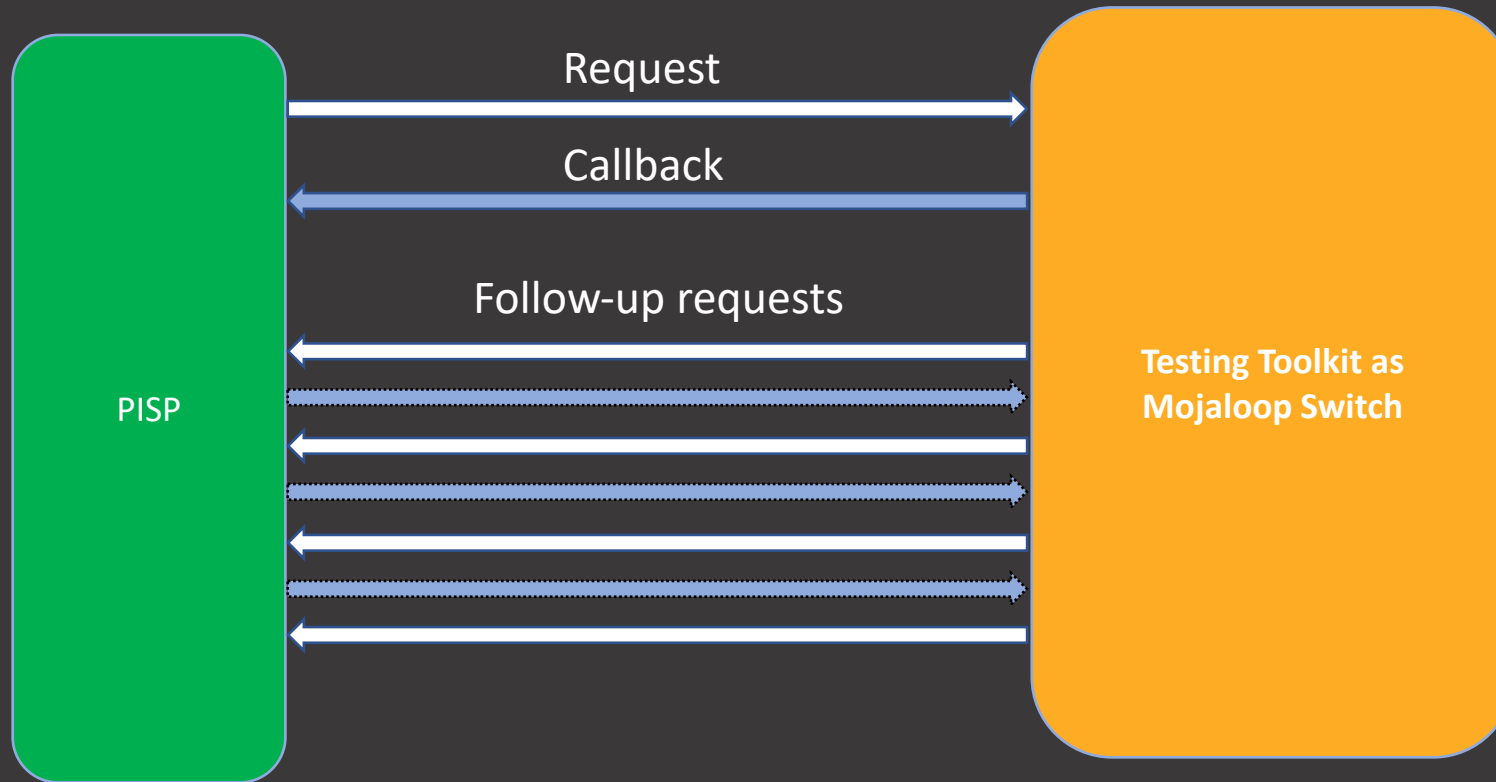 Request
Callback
Follow-up requests
PISP
Testing Toolkit as
Mojaloop Switch